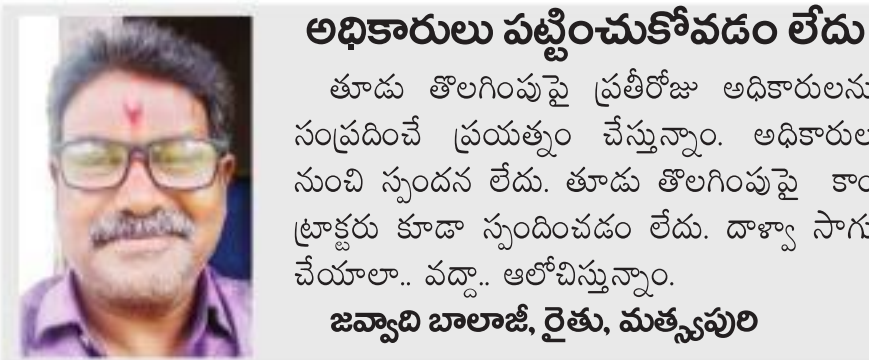 అధికారులు పట్టించుకోవడం లేదు
తూడు తొలగింపుపై ప్రతీరోజు అధికారులను
సంప్రదించే ప్రయత్నం చేస్తున్నాం. అధికారుల
నుంచి స్పందన లేదు. తూడు తొలగింపుపై కాం
ట్రాక్టరు కూడా స్పందించడం లేదు. దాళ్వా సాగు
చేయాలా.. వద్దా.. ఆలోచిస్తున్నాం.
జవ్వాది బాలాజీ, రైతు, మత్స్యపురి